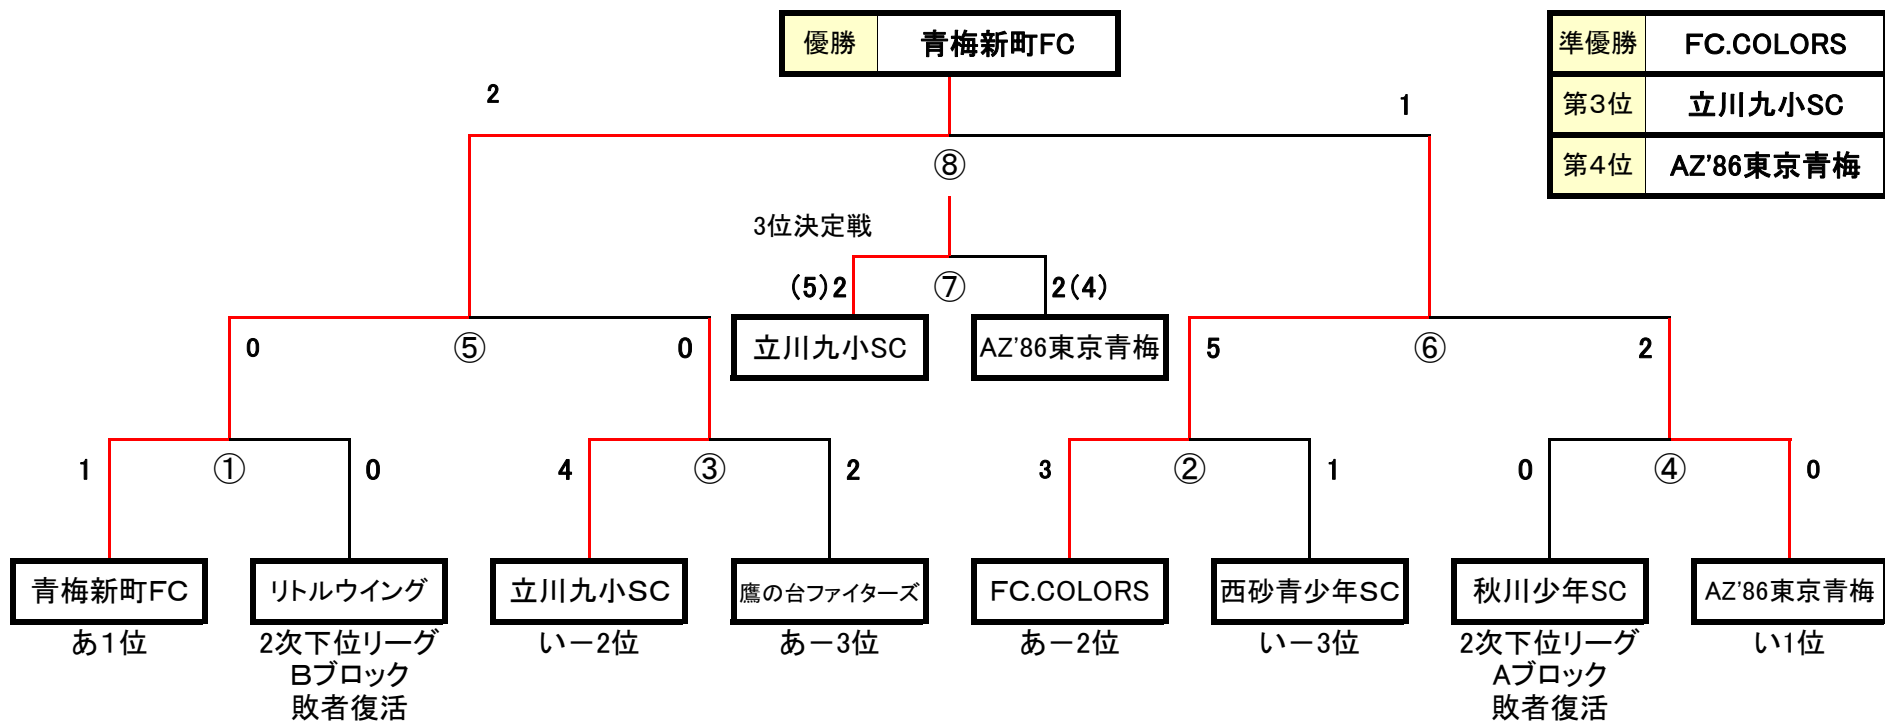 優勝 青梅新町FC
準優勝 FC.COLORS
第3位 立川九小SC
第4位 AZ'86東京青梅
2 1
⑧
3位決定戦
(5)2 ⑦ 2(4)
立川九小SC AZ'86東京青梅
0 ⑤ 0 5 ⑥ 2
1 ① 0 4 ③ 2 3 ② 1 0 ④ 0
青梅新町FC リトルウイング 立川九小SC 鷹の台ファイターズ FC.COLORS 西砂青少年SC 秋川少年SC AZ'86東京青梅
あ1位 2次下位リーグ いー2位 あー3位 あー2位 いー3位 2次下位リーグ い1位
Bブロック Aブロック
敗者復活 敗者復活